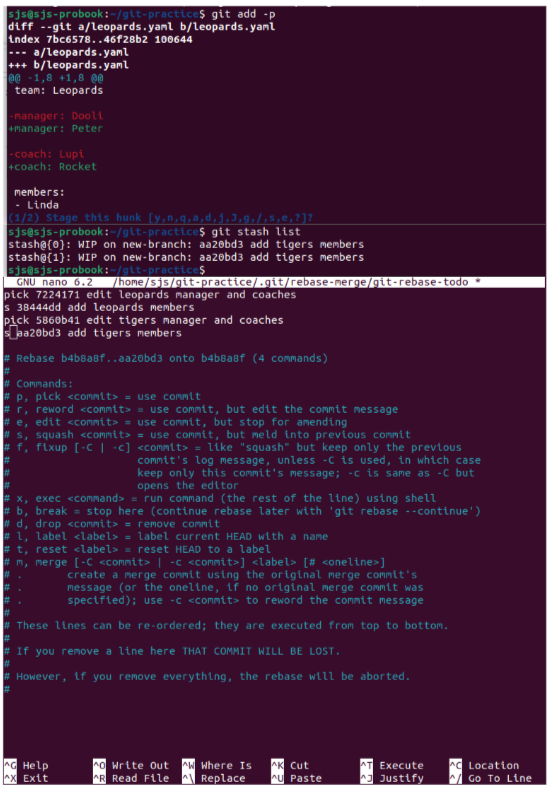 sjs@sjs-probook:~/git-practice$ git add -p
diff --git a/leopards.yaml b/leopards.yaml
index 7bc6578..46f28b2 100644
--- a/leopards.yaml
+++ b/leopards.yaml
@@ -1,8 +1,8 @@
team: Leopards
-manager: Dooli
+manager: Peter
-coach: Lupi
+coach: Rocket
members:
- Linda
(1/2) Stage this hunk [y,n,q,a,d,j,J,g,/,s,e,?]?
sjs@sjs-probook:~/git-practice$ git stash list
stash@{0}: WIP on new-branch: aa20bd3 add tigers members
stash@{1}: WIP on new-branch: aa20bd3 add tigers members
sjs@sjs-probook:~/git-practice$
GNU nano 6.2 /home/sjs/git-practice/.git/rebase-merge/git-rebase-todo *
pick 7224171 edit leopards manager and coaches
s 38444dd add leopards members
pick 5860b41 edit tigers manager and coaches
s aa20bd3 add tigers members
# Rebase b4b8a8f..aa20bd3 onto b4b8a8f (4 commands)
#
# Commands:
# p, pick <commit> = use commit
# r, reword <commit> = use commit, but edit the commit message
# e, edit <commit> = use commit, but stop for amending
# s, squash <commit> = use commit, but meld into previous commit
# f, fixup [-C | -c] <commit> = like "squash" but keep only the previous
#                    commit's log message, unless -C is used, in which case
#                    keep only this commit's message; -c is same as -C but
#                    opens the editor
# x, exec <command> = run command (the rest of the line) using shell
# b, break = stop here (continue rebase later with 'git rebase --continue')
# d, drop <commit> = remove commit
# l, label <label> = label current HEAD with a name
# t, reset <label> = reset HEAD to a label
# m, merge [-C <commit> | -c <commit>] <label> [# <oneline>]
# .       create a merge commit using the original merge commit's
# .       message (or the oneline, if no original merge commit was
# .       specified); use -c <commit> to reword the commit message
#
# These lines can be re-ordered; they are executed from top to bottom.
#
# If you remove a line here THAT COMMIT WILL BE LOST.
#
# However, if you remove everything, the rebase will be aborted.
#
^G Help ^O Write Out ^W Where Is ^K Cut ^T Execute ^C Location
^X Exit ^R Read File ^\ Replace ^U Paste ^J Justify ^/ Go To Line